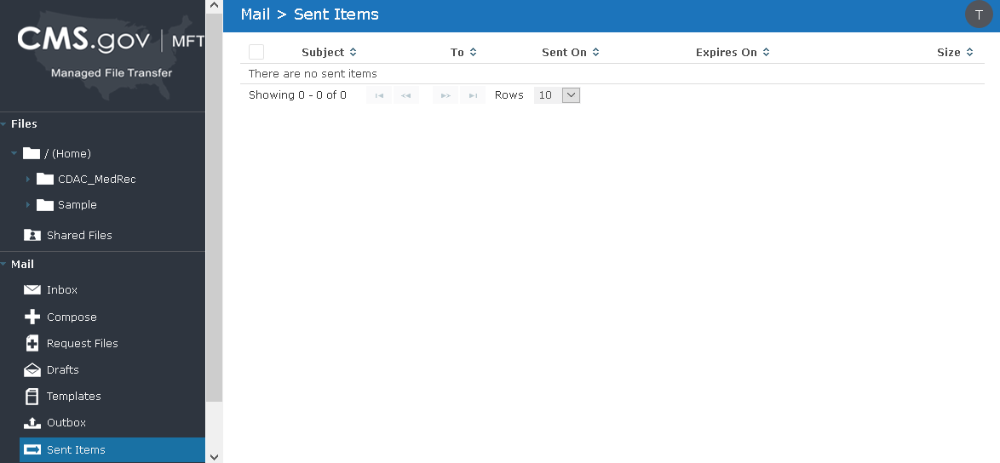 CMS.gov | MFT
Managed File Transfer
Files
/ (Home)
CDAC_MedRec
Sample
Shared Files
Mail
Inbox
Compose
Request Files
Drafts
Templates
Outbox
Sent Items
Mail > Sent Items
T
Subject To Sent On Expires On Size
There are no sent items
Showing 0 - 0 of 0 Rows 10